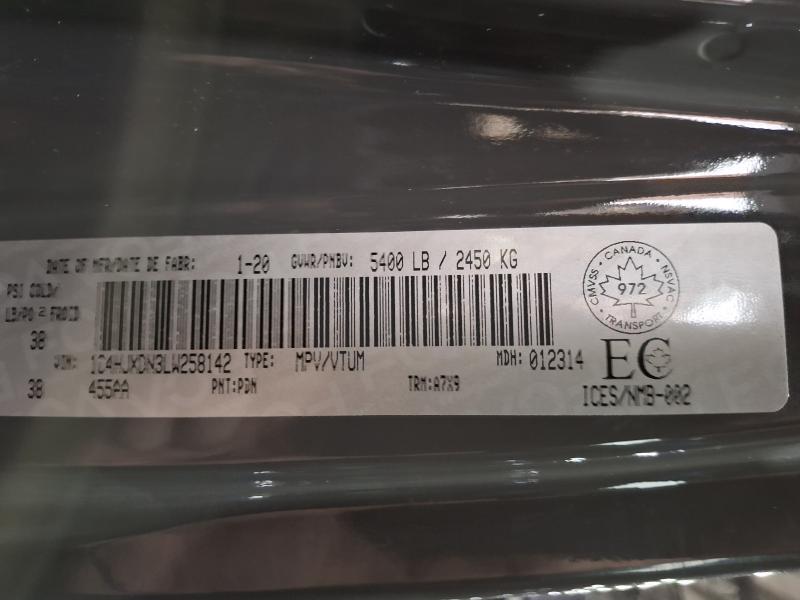 DATE OF MFR/DATE DE FABR: 1-20 GVWR/PNBV: 5400 LB / 2450 KG
PSI COLD/
LB/PO 2 FROID
38
VIN: 1C4HJXDN3LW258142 TYPE: MPV/VTUM MDH: 012314
38 455AA PNT:PDN TRM:A7X9
CANADA
CMVSS NSVAC
972
TRANSPORT
EC
ICES/NMB-002